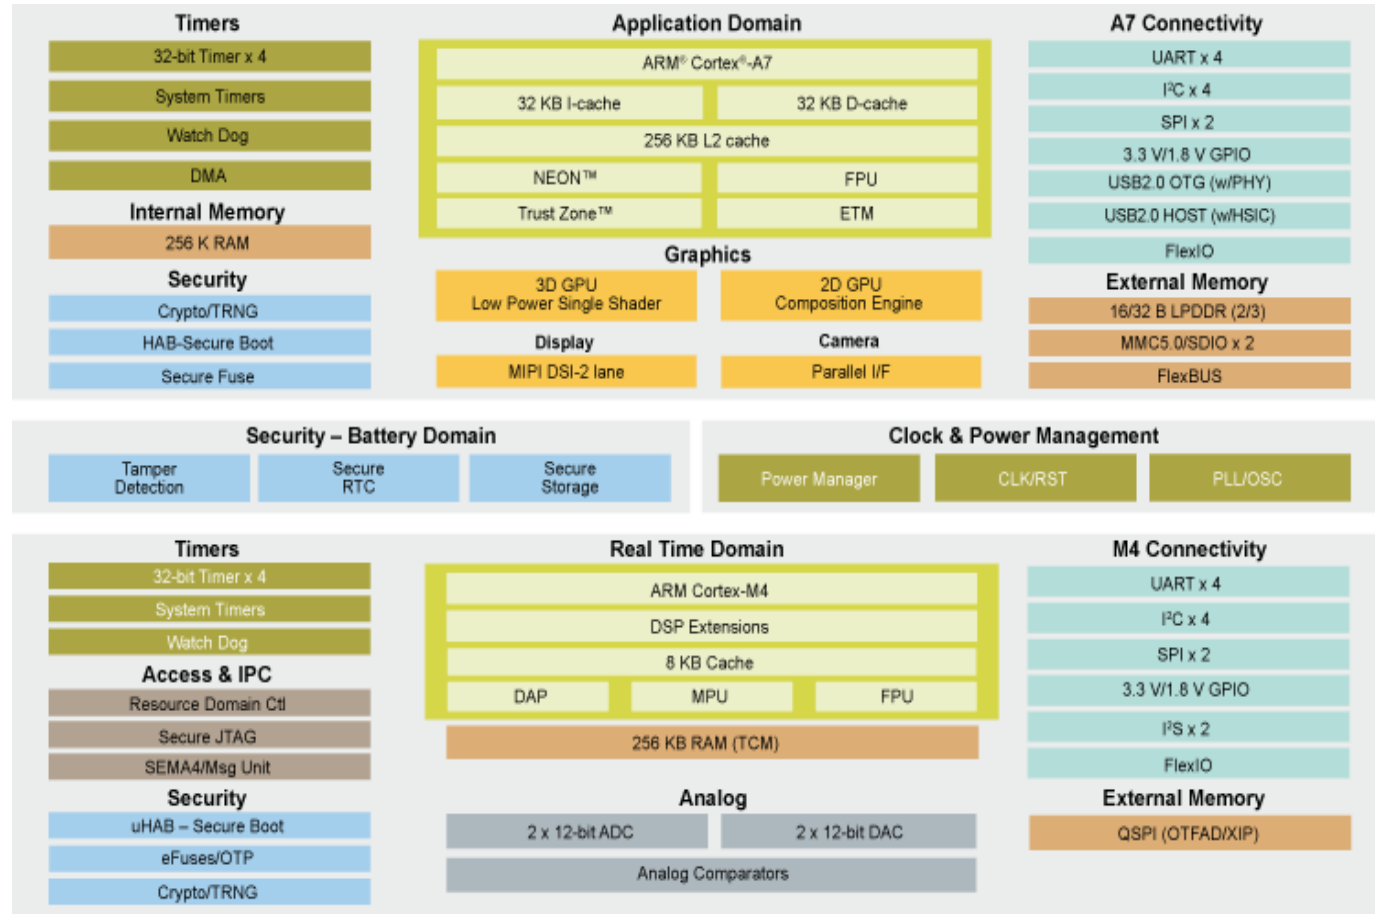 Timers
32-bit Timer x 4
System Timers
Watch Dog
DMA
Internal Memory
256 K RAM
Security
Crypto/TRNG
HAB-Secure Boot
Secure Fuse
Application Domain
ARM® Cortex®-A7
32 KB I-cache
32 KB D-cache
256 KB L2 cache
NEON™
FPU
Trust Zone™
ETM
Graphics
3D GPU
Low Power Single Shader
2D GPU
Composition Engine
Display
MIPI DSI-2 lane
Camera
Parallel I/F
A7 Connectivity
UART x 4
I²C x 4
SPI x 2
3.3 V/1.8 V GPIO
USB2.0 OTG (w/PHY)
USB2.0 HOST (w/HSIC)
FlexIO
External Memory
16/32 B LPDDR (2/3)
MMC5.0/SDIO x 2
FlexBUS
Security – Battery Domain
Tamper
Detection
Secure
RTC
Secure
Storage
Clock & Power Management
Power Manager
CLK/RST
PLL/OSC
Timers
32-bit Timer x 4
System Timers
Watch Dog
Access & IPC
Resource Domain Ctl
Secure JTAG
SEMA4/Msg Unit
Security
uHAB – Secure Boot
eFuses/OTP
Crypto/TRNG
Real Time Domain
ARM Cortex-M4
DSP Extensions
8 KB Cache
DAP
MPU
FPU
256 KB RAM (TCM)
Analog
2 x 12-bit ADC
2 x 12-bit DAC
Analog Comparators
M4 Connectivity
UART x 4
I²C x 4
SPI x 2
3.3 V/1.8 V GPIO
I²S x 2
FlexIO
External Memory
QSPI (OTFAD/XIP)